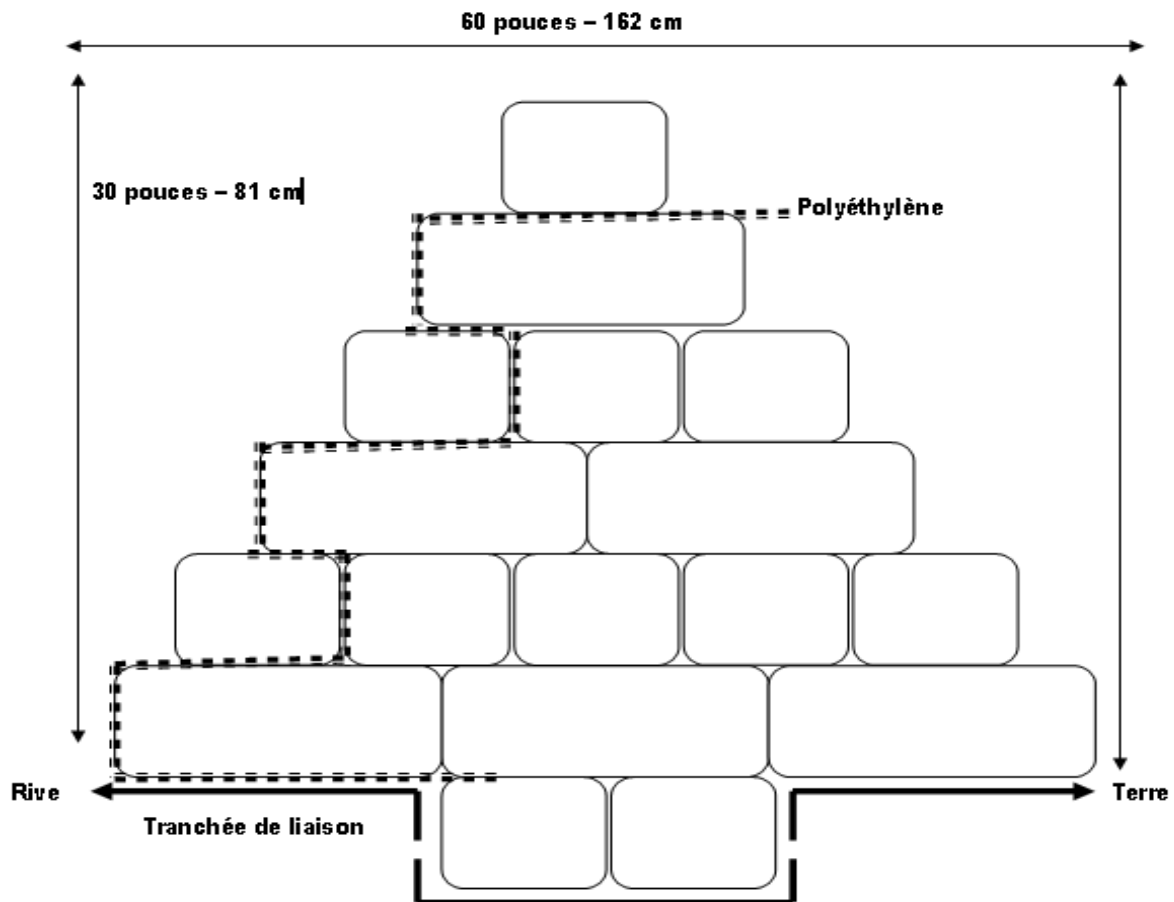 60 pouces – 162 cm
30 pouces – 81 cm
Polyéthylène
Rive
Terre
Tranchée de liaison